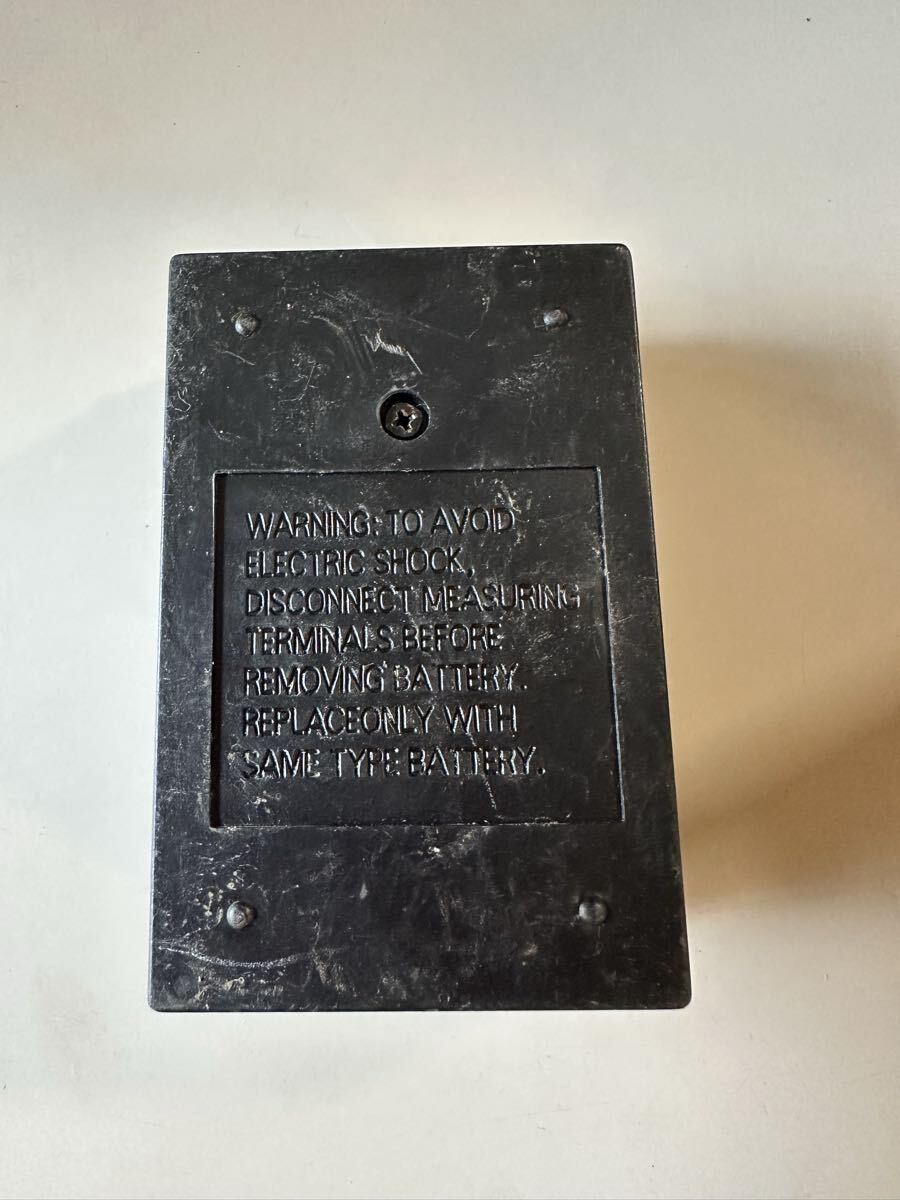 WARNING: TO AVOID
ELECTRIC SHOCK,
DISCONNECT MEASURING
TERMINALS BEFORE
REMOVING BATTERY.
REPLACEONLY WITH
SAME TYPE BATTERY.